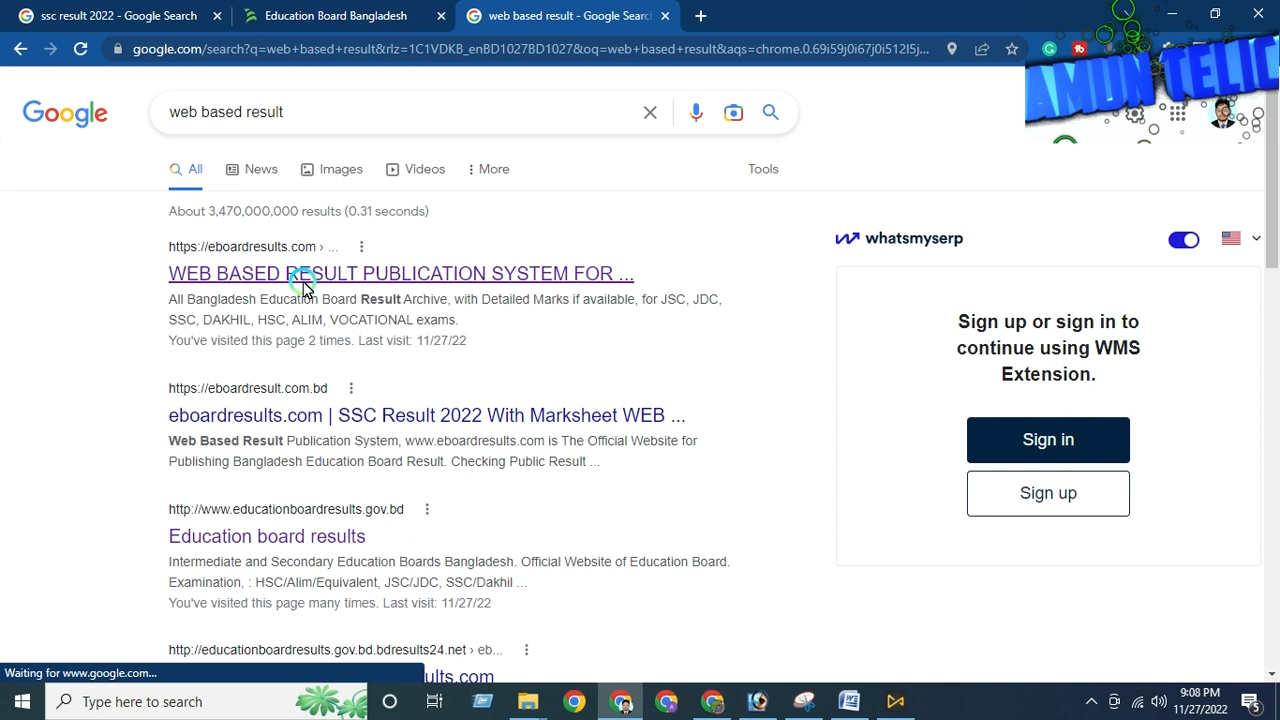 ssc result 2022 - Google Search
Education Board Bangladesh
web based result - Google Search
google.com/search?q=web+based+result&rlz=1C1VDKB_enBD1027BD1027&oq=web+based+result&aqs=chrome.0.69i59j0i67j0i512l5j...
AMUN TELIC
Google
web based result
All
News
Images
Videos
More
Tools
About 3,470,000,000 results (0.31 seconds)
https://eboardresults.com › ...
WEB BASED RESULT PUBLICATION SYSTEM FOR ...
All Bangladesh Education Board Result Archive, with Detailed Marks if available, for JSC, JDC,
SSC, DAKHIL, HSC, ALIM, VOCATIONAL exams.
You've visited this page 2 times. Last visit: 11/27/22
https://eboardresult.com.bd
eboardresults.com | SSC Result 2022 With Marksheet WEB ...
Web Based Result Publication System, www.eboardresults.com is The Official Website for
Publishing Bangladesh Education Board Result. Checking Public Result ...
http://www.educationboardresults.gov.bd
Education board results
Intermediate and Secondary Education Boards Bangladesh. Official Website of Education Board.
Examination, : HSC/Alim/Equivalent, JSC/JDC, SSC/Dakhil ...
You've visited this page many times. Last visit: 11/27/22
http://educationboardresults.gov.bd.bdresults24.net › eb...
ults.com
whatsmyserp
Sign up or sign in to
continue using WMS
Extension.
Sign in
Sign up
Waiting for www.google.com...
Type here to search
9:08 PM
11/27/2022
5